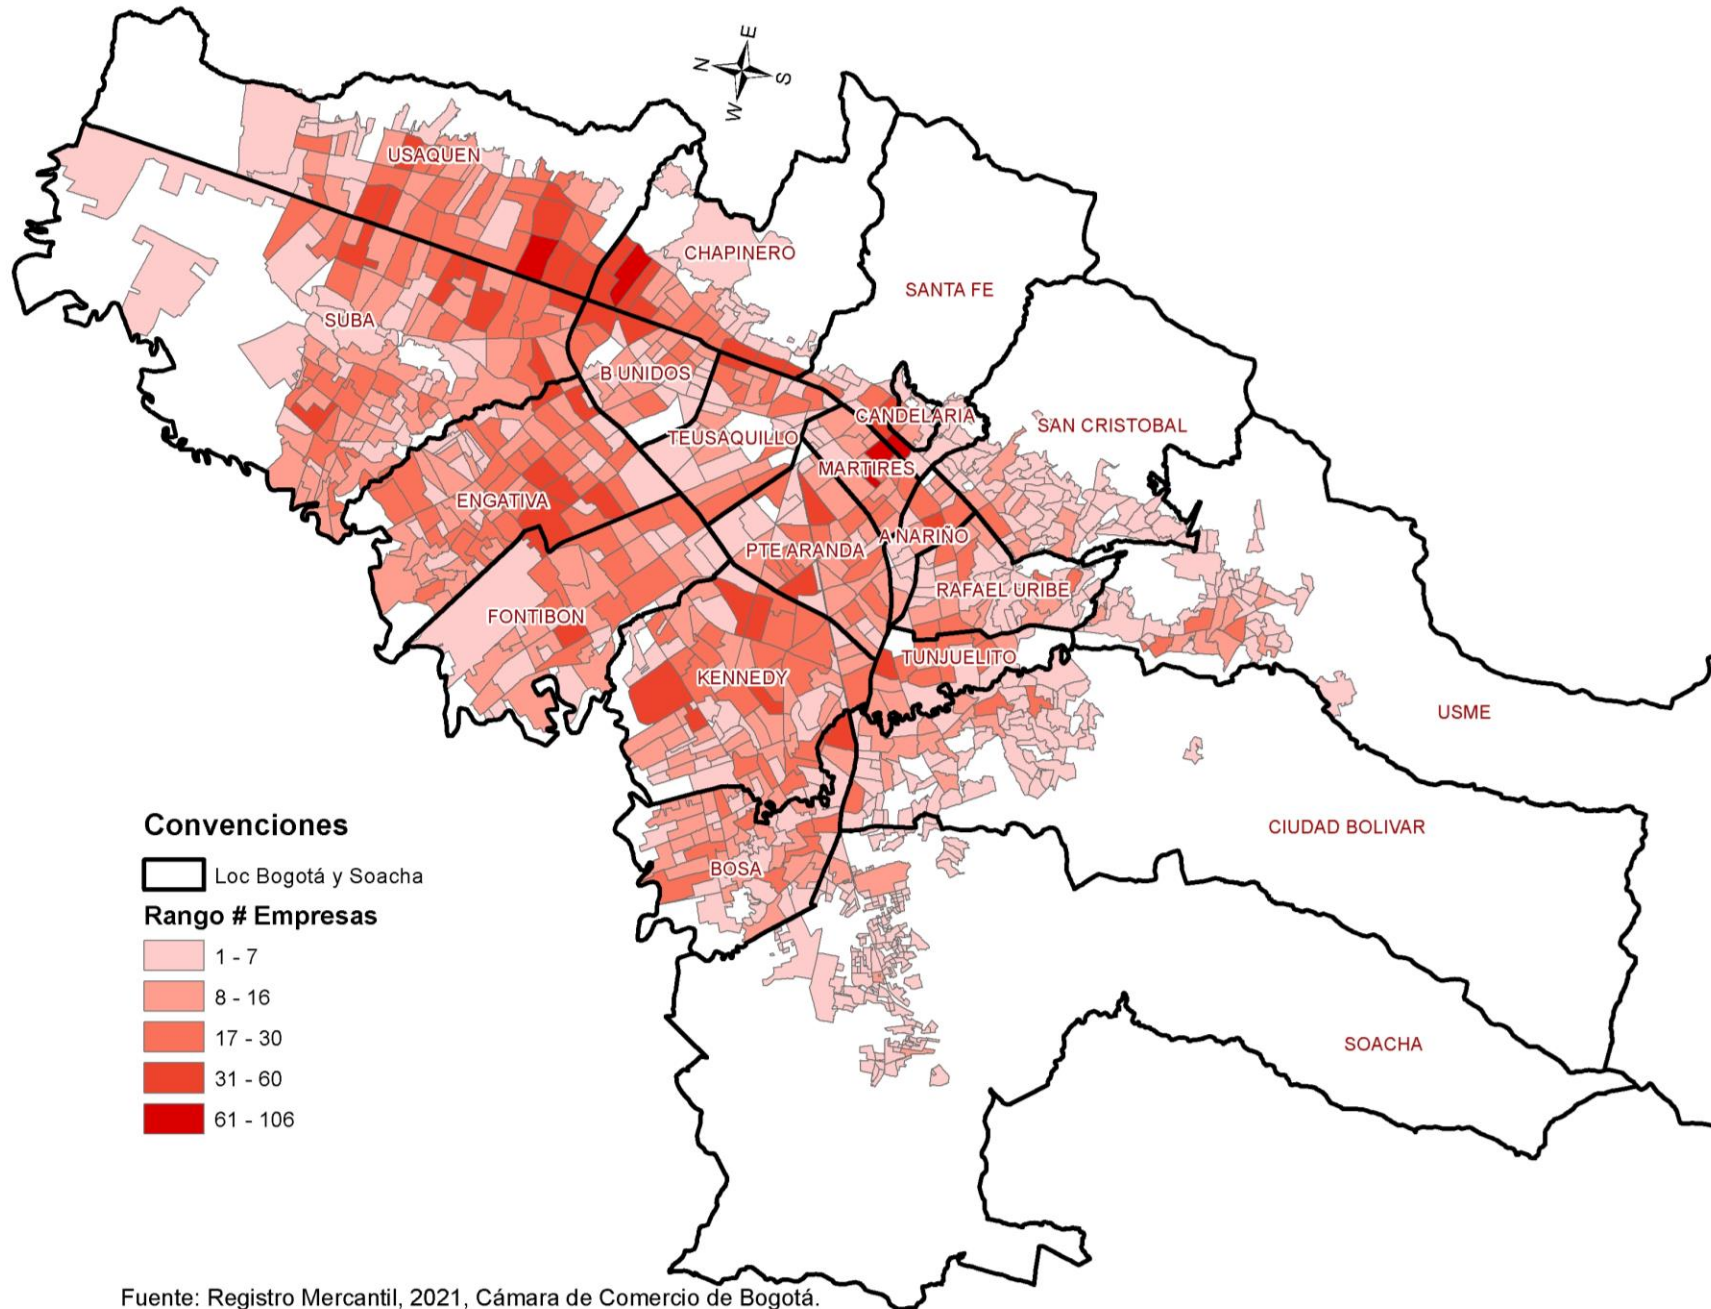 E
N
S
W
USAQUEN
CHAPINERO
SANTA FE
SUBA
B UNIDOS
CANDELARIA
SAN CRISTOBAL
TEUSAQUILLO
MARTIRES
ENGATIVA
A NARIÑO
PTE ARANDA
RAFAEL URIBE
FONTIBON
TUNJUELITO
KENNEDY
USME
CIUDAD BOLIVAR
BOSA
SOACHA
Convenciones
Loc Bogotá y Soacha
Rango # Empresas
1 - 7
8 - 16
17 - 30
31 - 60
61 - 106
Fuente: Registro Mercantil, 2021, Cámara de Comercio de Bogotá.